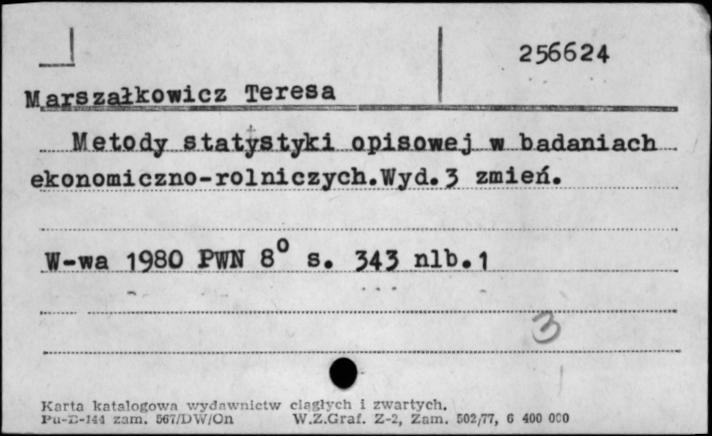 256624
Marszałkowicz Teresa
Metody statystyki opisowej w badaniach
ekonomiczno-rolniczych.Wyd.3 zmień.
W-wa 1980 PWN 8° s. 343 nlb.1
3
Karta katalogowa wydawnictw ciągłych i zwartych.
Pu-D-144 zam. 567/DW/On W.Z.Graf. Z-2, Zam. 502/77, 6 400 000